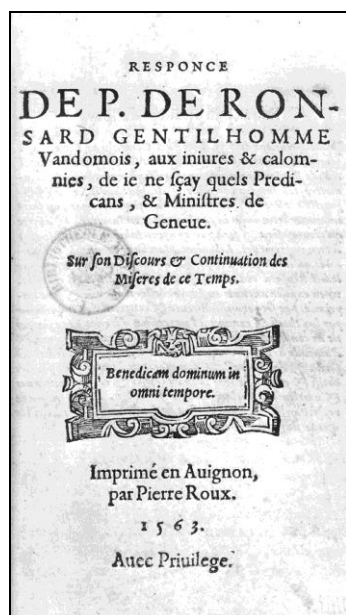 RESPONCE
DE P. DE RON-
SARD GENTILHOMME
Vandomois, aux iniures & calom-
nies, de ie ne ſçay quels Predi-
cans, & Miniſtres de
Geneue.
Sur ſon Diſcours & Continuation des
Miſeres de ce Temps.
Benedicam dominum in
omni tempore.
Imprimé en Auignon,
par Pierre Roux.
1563.
Auec Priuilege.